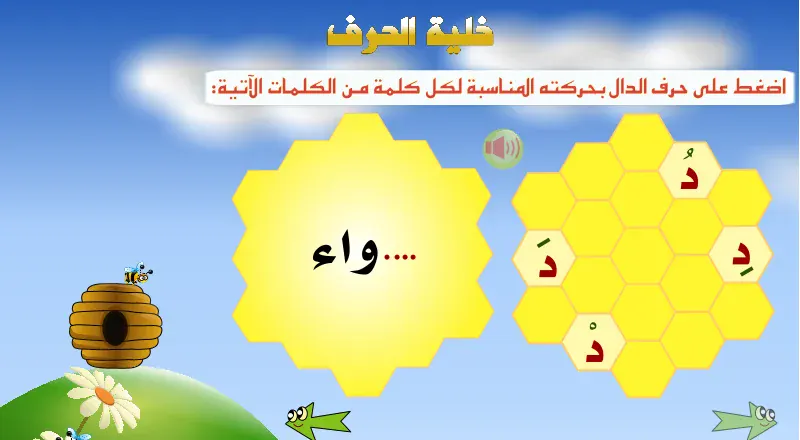 خلية الحرف
اضغط على حرف الدال بحركته المناسبة لكل كلمة من الكلمات الآتية:
....واء
دُ
دِ
دَ
دْ